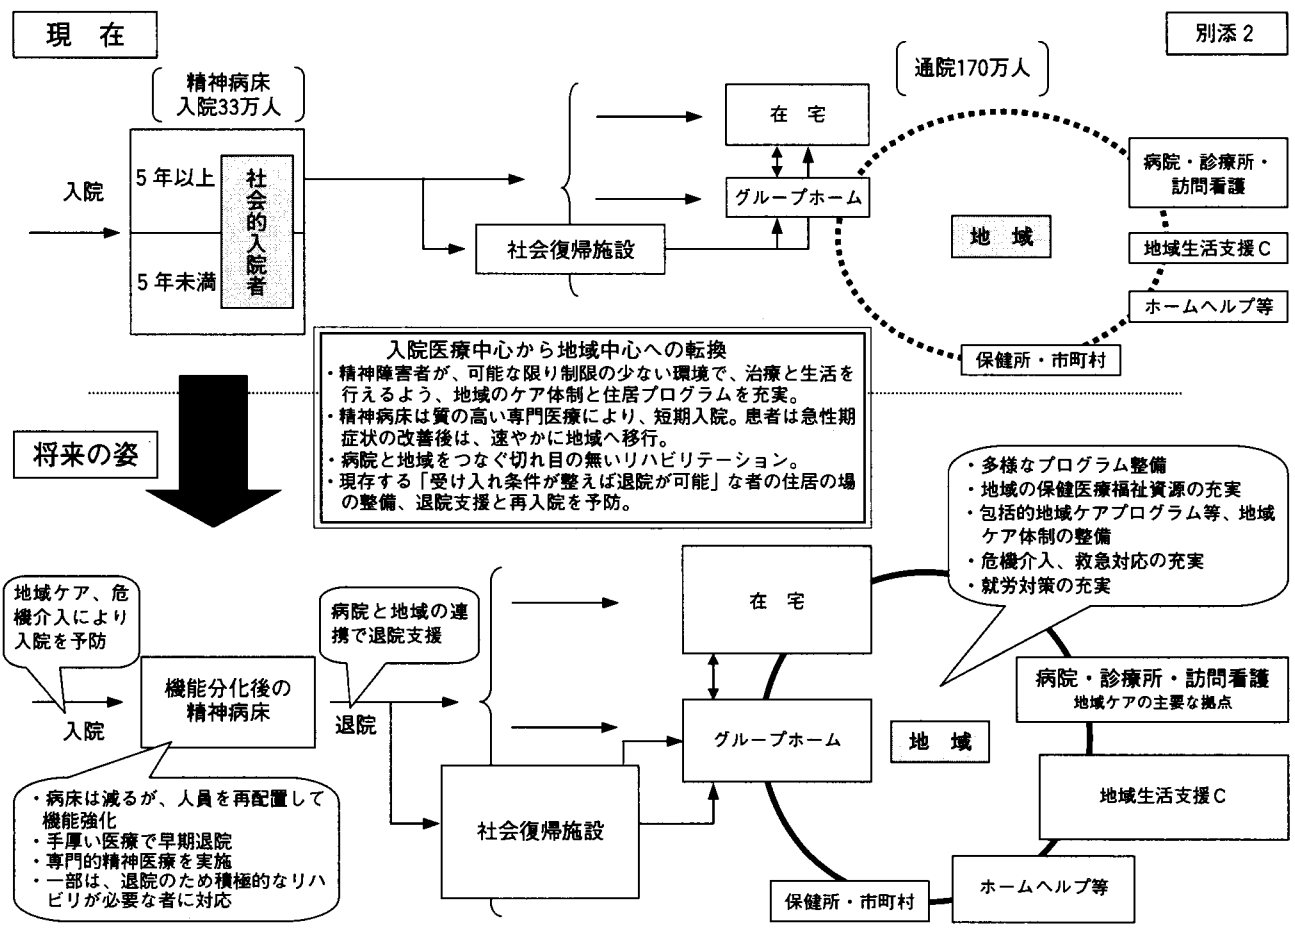 現　在
別添２
精神病床
入院33万人
通院170万人
入院
５年以上
５年未満
社会的入院者
社会復帰施設
在　宅
グループホーム
地　域
病院・診療所・
訪問看護
地域生活支援Ｃ
ホームヘルプ等
保健所・市町村
入院医療中心から地域中心への転換
・精神障害者が、可能な限り制限の少ない環境で、治療と生活を
行えるよう、地域のケア体制と住居プログラムを充実。
・精神病床は質の高い専門医療により、短期入院。患者は急性期
症状の改善後は、速やかに地域へ移行。
・病院と地域をつなぐ切れ目の無いリハビリテーション。
・現存する「受け入れ条件が整えば退院が可能」な者の住居の場
の整備、退院支援と再入院を予防。
将来の姿
・多様なプログラム整備
・地域の保健医療福祉資源の充実
・包括的地域ケアプログラム等、地域
ケア体制の整備
・危機介入、救急対応の充実
・就労対策の充実
地域ケア、危
機介入により
入院を予防
入院
機能分化後の
精神病床
病院と地域の連
携で退院支援
退院
・病床は減るが、人員を再配置して
機能強化
・手厚い医療で早期退院
・専門的精神医療を実施
・一部は、退院のため積極的なリハ
ビリが必要な者に対応
社会復帰施設
在　宅
グループホーム
地　域
病院・診療所・訪問看護
地域ケアの主要な拠点
地域生活支援Ｃ
ホームヘルプ等
保健所・市町村